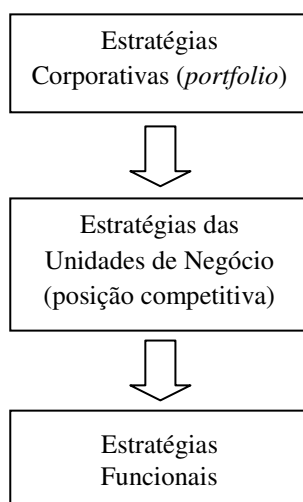 Estratégias
Corporativas (portfolio)
Estratégias das
Unidades de Negócio
(posição competitiva)
Estratégias
Funcionais